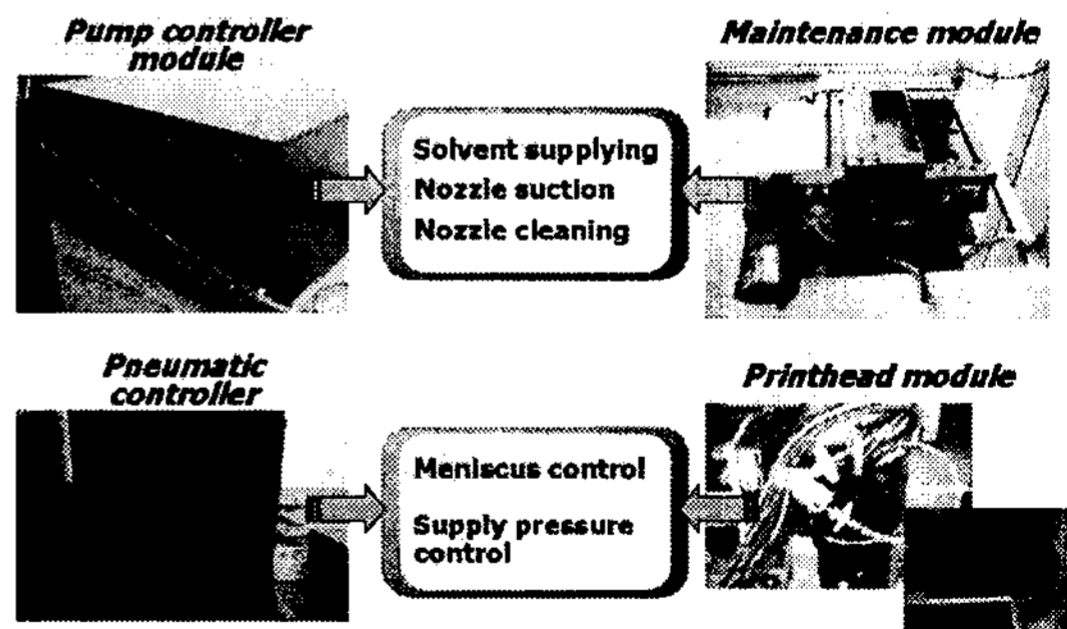 Pump controller
module
Maintenance module
Solvent supplying
Nozzle suction
Nozzle cleaning
Pneumatic
controller
Printhead module
Meniscus control
Supply pressure
control